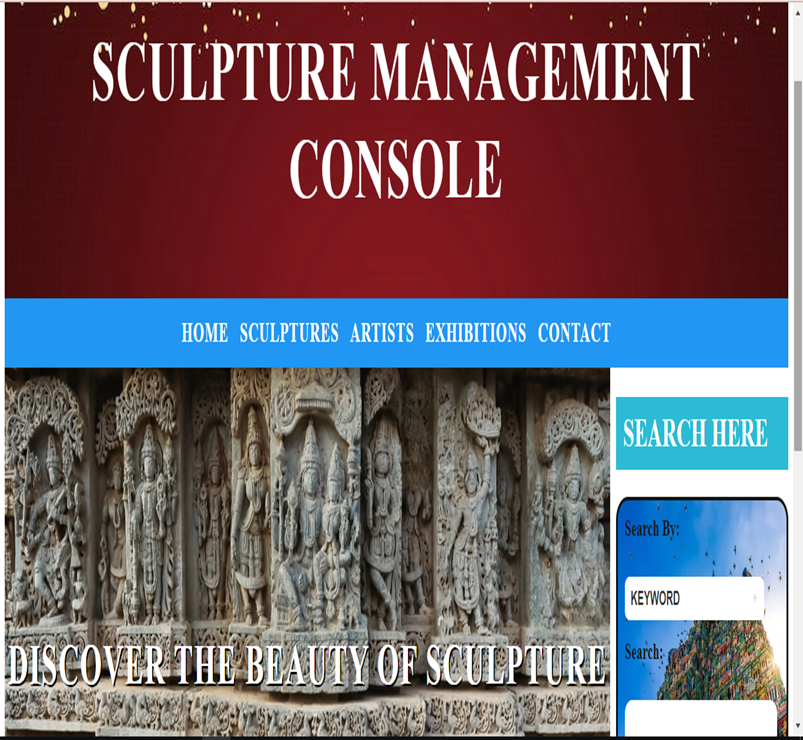 SCULPTURE MANAGEMENT
CONSOLE
HOME SCULPTURES ARTISTS EXHIBITIONS CONTACT
SEARCH HERE
Search By:
KEYWORD
Search:
DISCOVER THE BEAUTY OF SCULPTURE